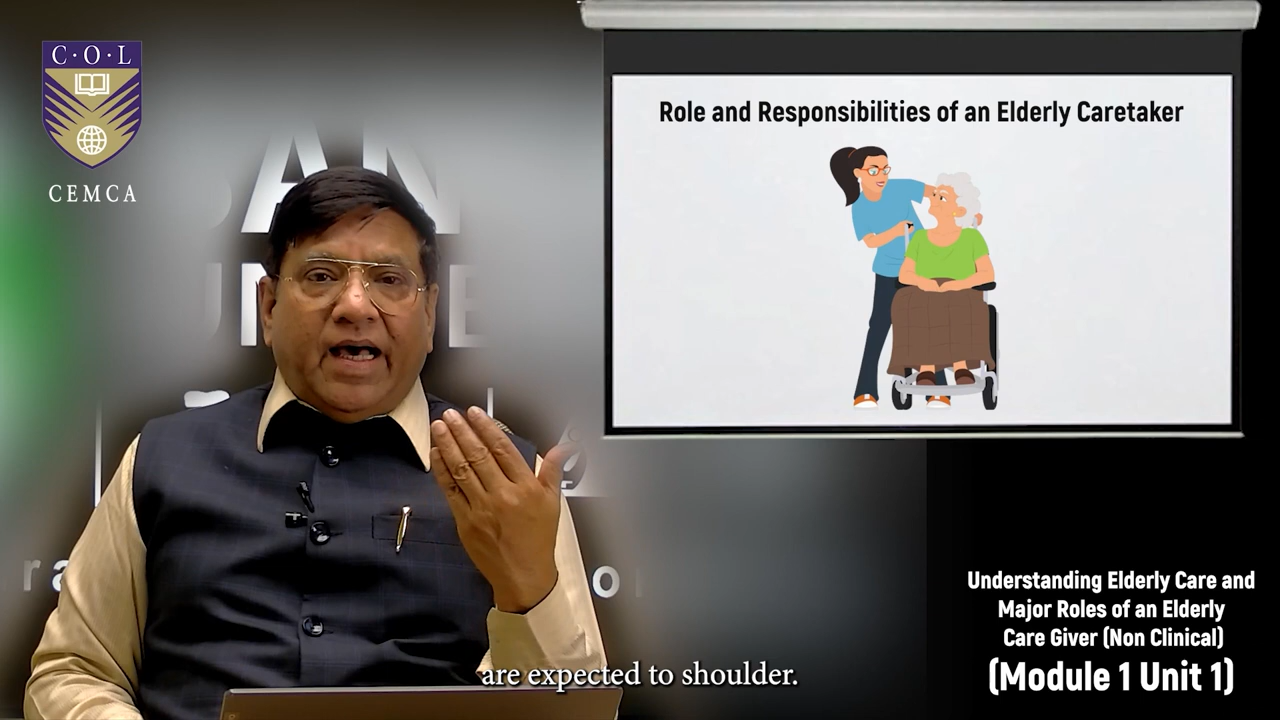 C·O·L
CEMCA
Role and Responsibilities of an Elderly Caretaker
are expected to shoulder.
Understanding Elderly Care and
Major Roles of an Elderly
Care Giver (Non Clinical)
(Module 1 Unit 1)